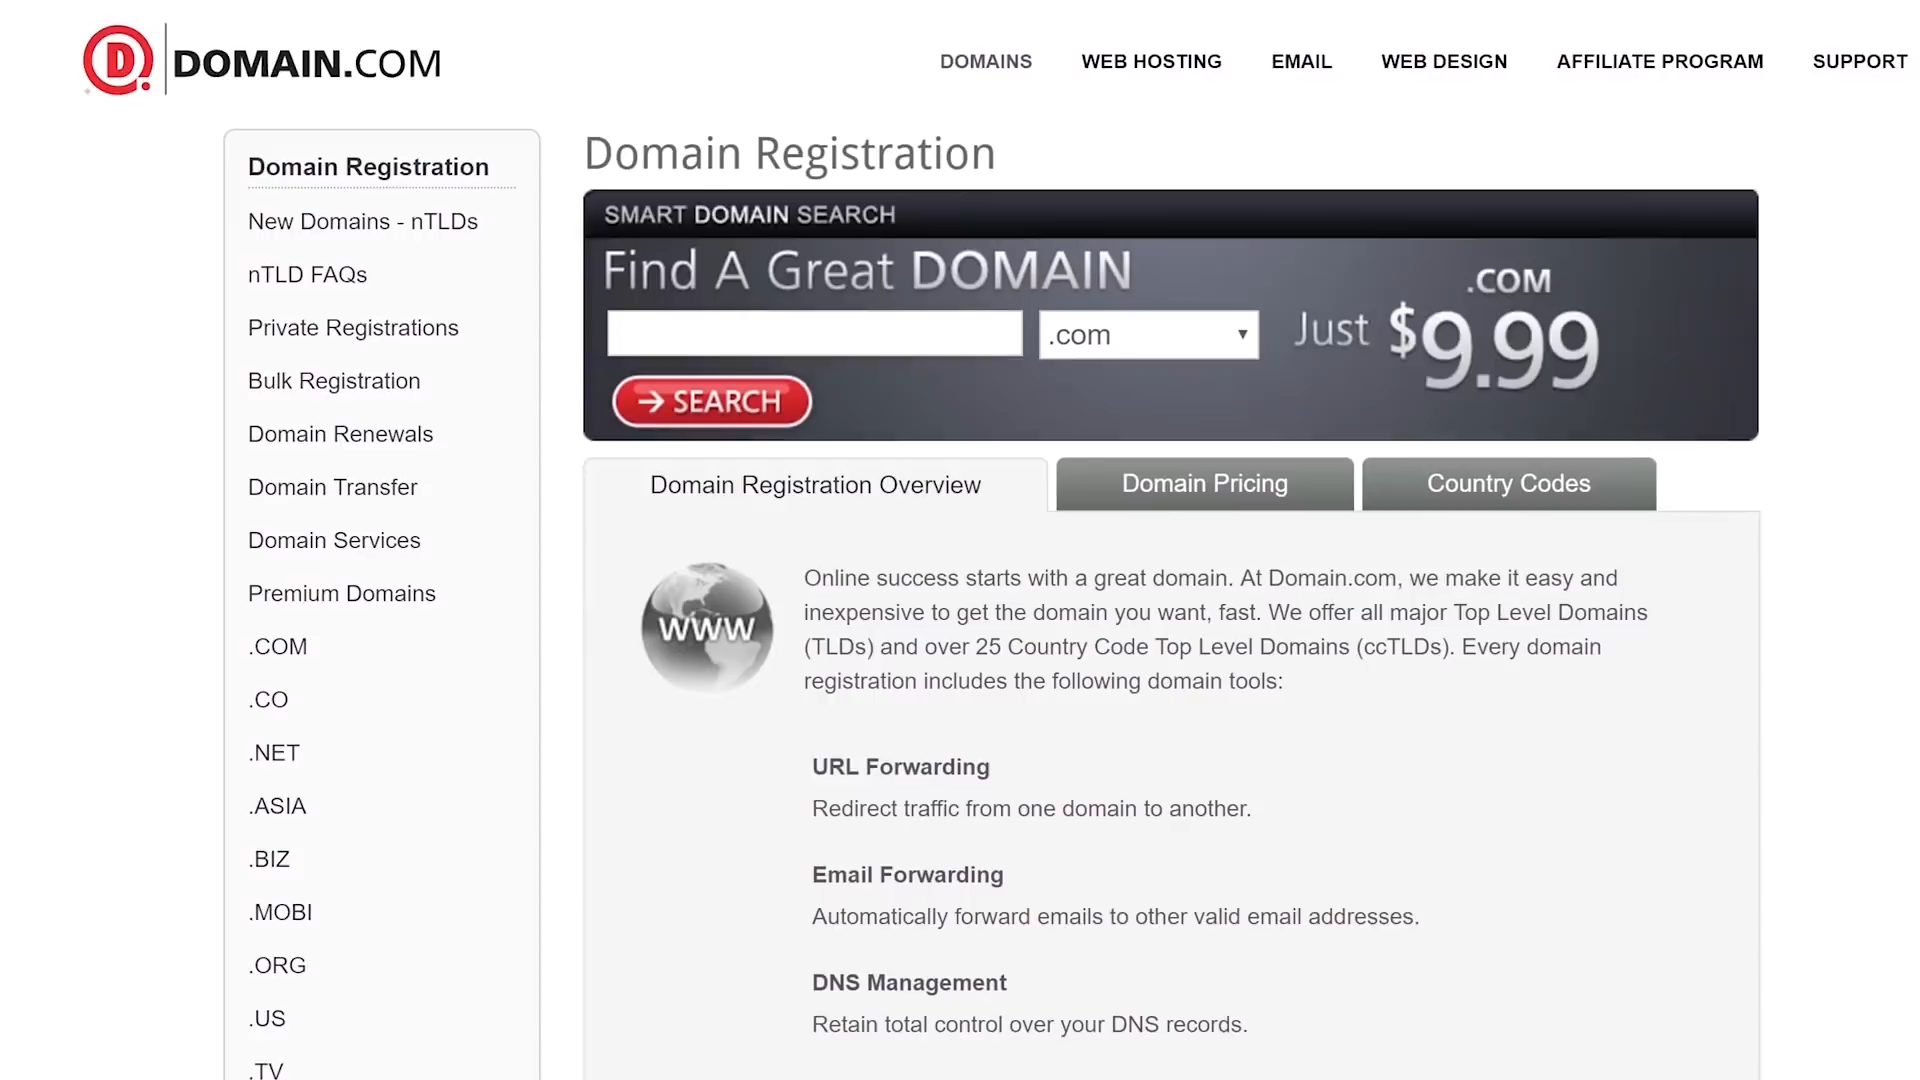 D. DOMAIN.COM
DOMAINS WEB HOSTING EMAIL WEB DESIGN AFFILIATE PROGRAM SUPPORT
Domain Registration
New Domains - nTLDs
nTLD FAQs
Private Registrations
Bulk Registration
Domain Renewals
Domain Transfer
Domain Services
Premium Domains
.COM
.CO
.NET
.ASIA
.BIZ
.MOBI
.ORG
.US
.TV
Domain Registration
SMART DOMAIN SEARCH
Find A Great DOMAIN
.com
→ SEARCH
.COM
Just $9.99
Domain Registration Overview
Domain Pricing
Country Codes
www
Online success starts with a great domain. At Domain.com, we make it easy and
inexpensive to get the domain you want, fast. We offer all major Top Level Domains
(TLDs) and over 25 Country Code Top Level Domains (ccTLDs). Every domain
registration includes the following domain tools:
URL Forwarding
Redirect traffic from one domain to another.
Email Forwarding
Automatically forward emails to other valid email addresses.
DNS Management
Retain total control over your DNS records.